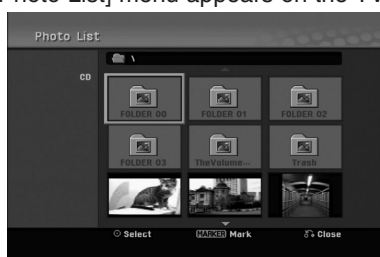 Photo List] menu appears on the TV
Photo List
\
CD
FOLDER 00 FOLDER 01 FOLDER 02
FOLDER 03 TheVolume··· Trash
Select MARKER Mark Close